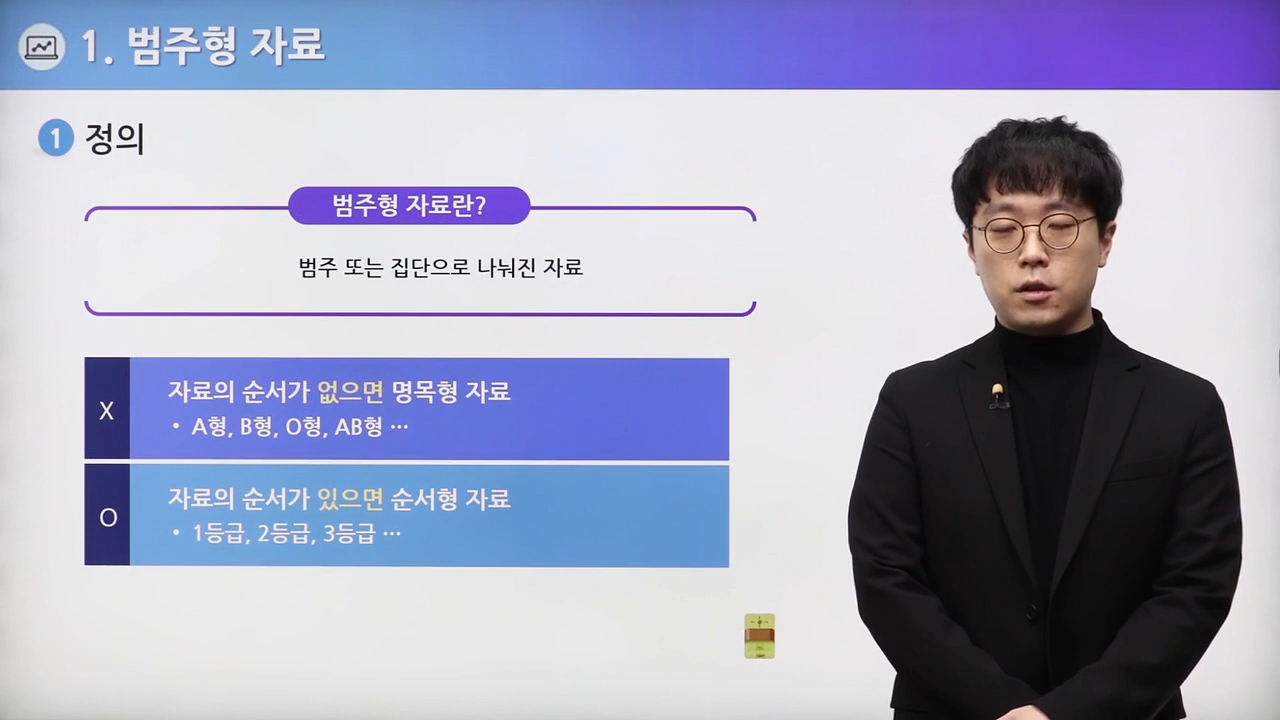 1. 범주형 자료
1 정의
범주형 자료란?
범주 또는 집단으로 나눠진 자료
X
자료의 순서가 없으면 명목형 자료
• A형, B형, O형, AB형 …
O
자료의 순서가 있으면 순서형 자료
• 1등급, 2등급, 3등급 …